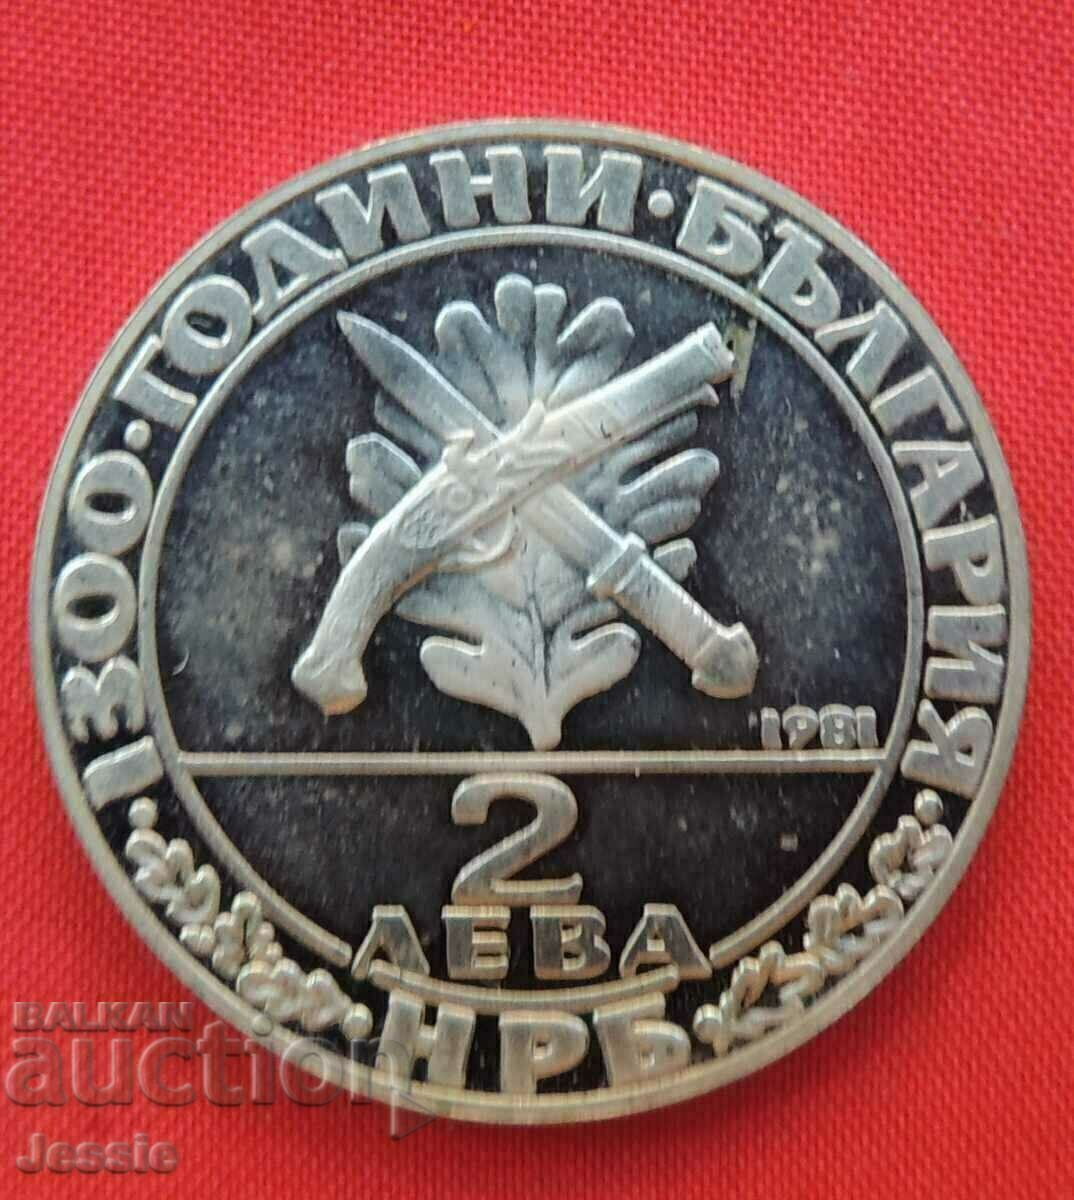 1300·ГОДИНИ·БЪЛГАРИЯ
1981
2
ЛЕВА
·НРБ·
BALKAN
auction
Jessie